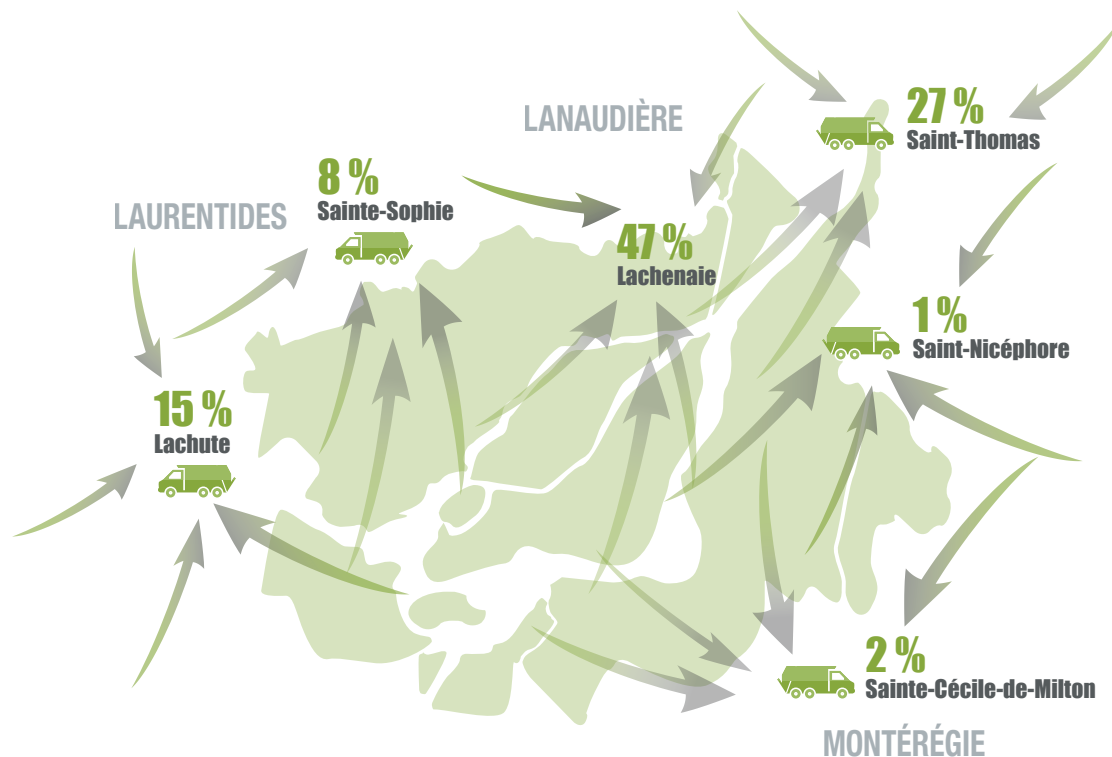 27 %
Saint-Thomas
LANAUDIÈRE
8 %
Sainte-Sophie
LAURENTIDES
47 %
Lachenaie
1 %
Saint-Nicéphore
15 %
Lachute
2 %
Sainte-Cécile-de-Milton
MONTÉRÉGIE